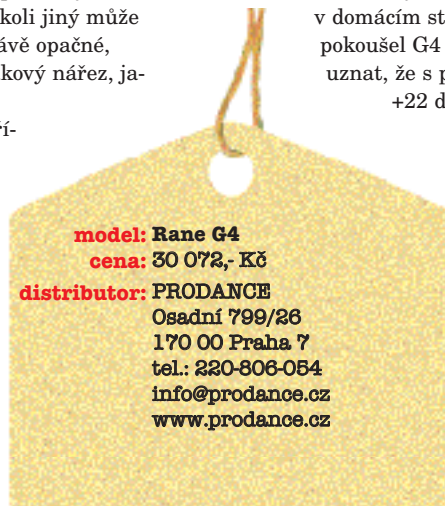 koli jiný může
ávě opačné,
kový nářez, ja-
ří-
v domácím st
pokoušel G4
uznat, že s p
+22 d
model: Rane G4
cena: 30 072,- Kč
distributor: PRODANCE
Osadní 799/26
170 00 Praha 7
tel.: 220-806-054
info@prodance.cz
www.prodance.cz